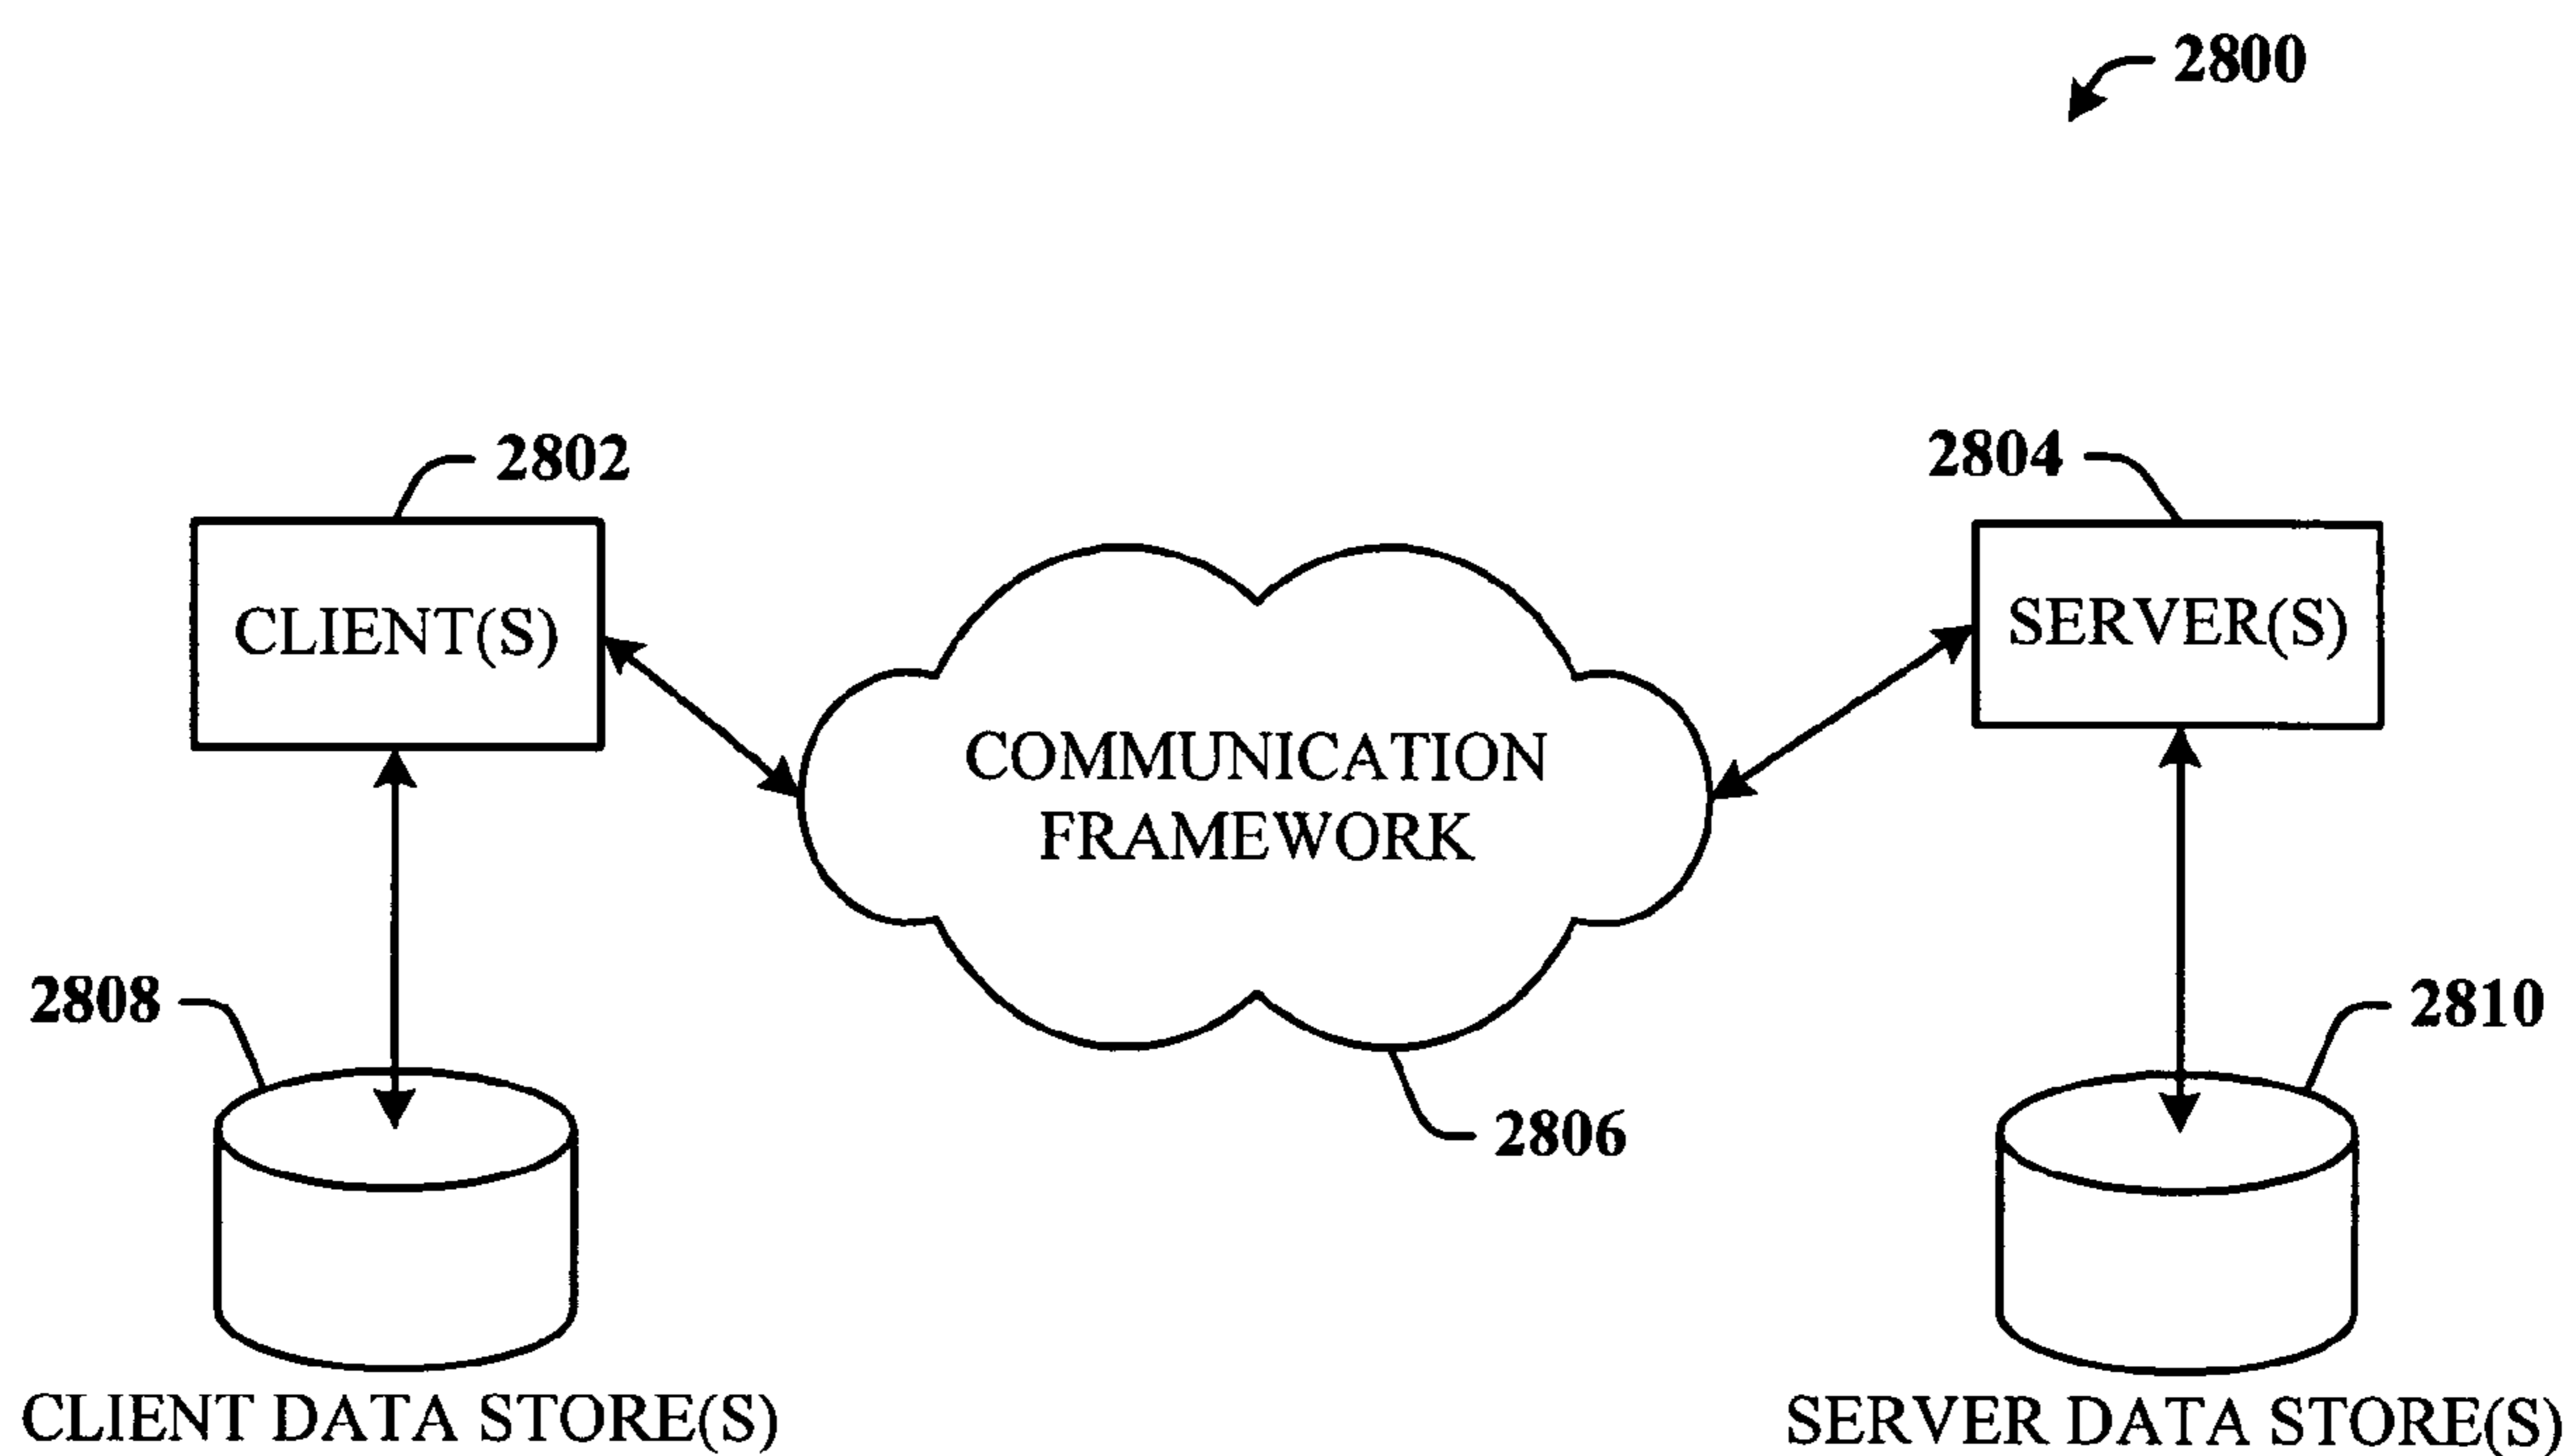 2800
2802
2804
CLIENT(S)
SERVER(S)
COMMUNICATION
FRAMEWORK
2808
2810
2806
CLIENT DATA STORE(S)
SERVER DATA STORE(S)